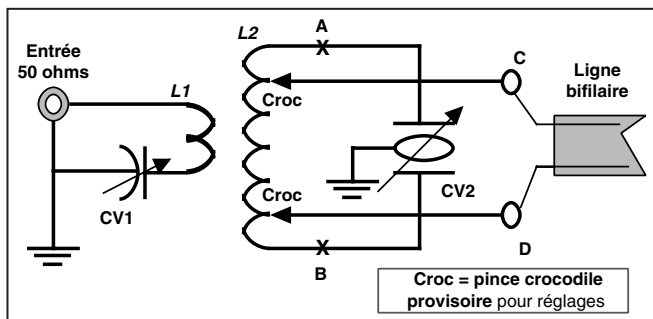 Entrée
50 ohms
L1
CV1
L2
A
Croc
Croc
B
CV2
C
D
Ligne
bifilaire
Croc = pince crocodile
provisoire pour réglages